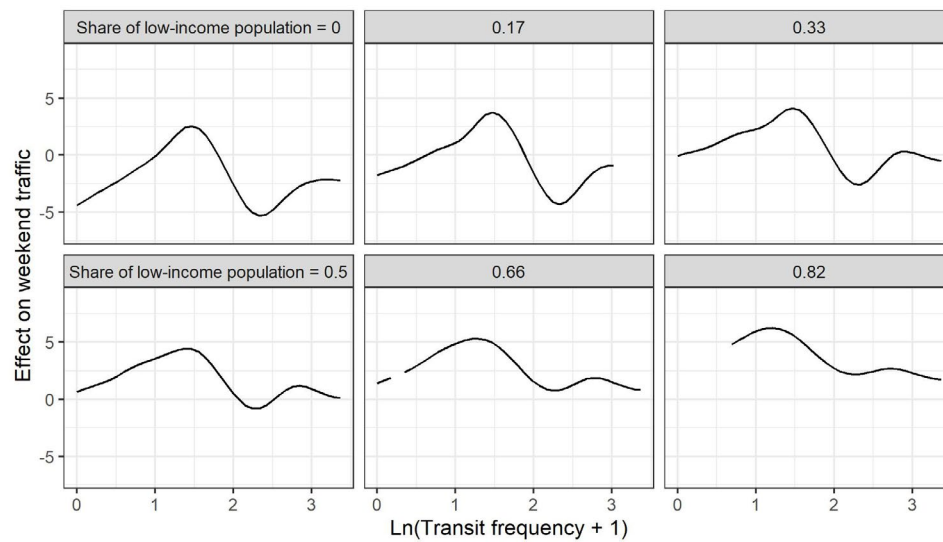 Share of low-income population = 0
0.17
0.33
5
0
-5
Share of low-income population = 0.5
0.66
0.82
5
0
-5
0 1 2 3
0 1 2 3
0 1 2 3
Ln(Transit frequency + 1)
Effect on weekend traffic